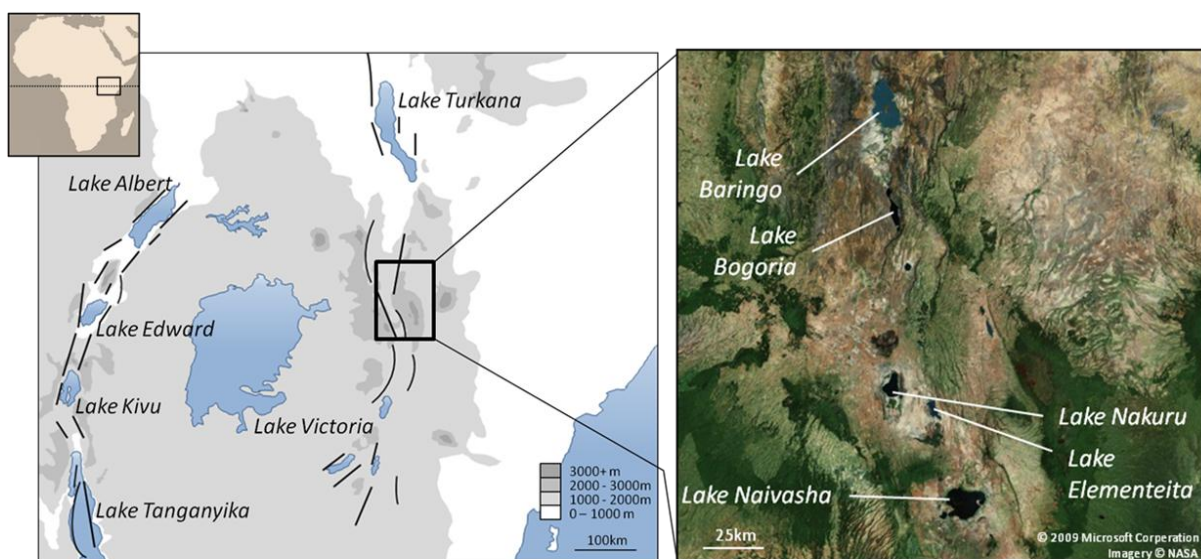 Lake Turkana
Lake Albert
Lake Edward
Lake Kivu
Lake Victoria
Lake Tanganyika
3000+ m
2000 - 3000m
1000 - 2000m
0 – 1000 m
100km
Lake
Baringo
Lake
Bogoria
Lake Nakuru
Lake
Elementeita
Lake Naivasha
25km
© 2009 Microsoft Corperation
Imagery © NASA